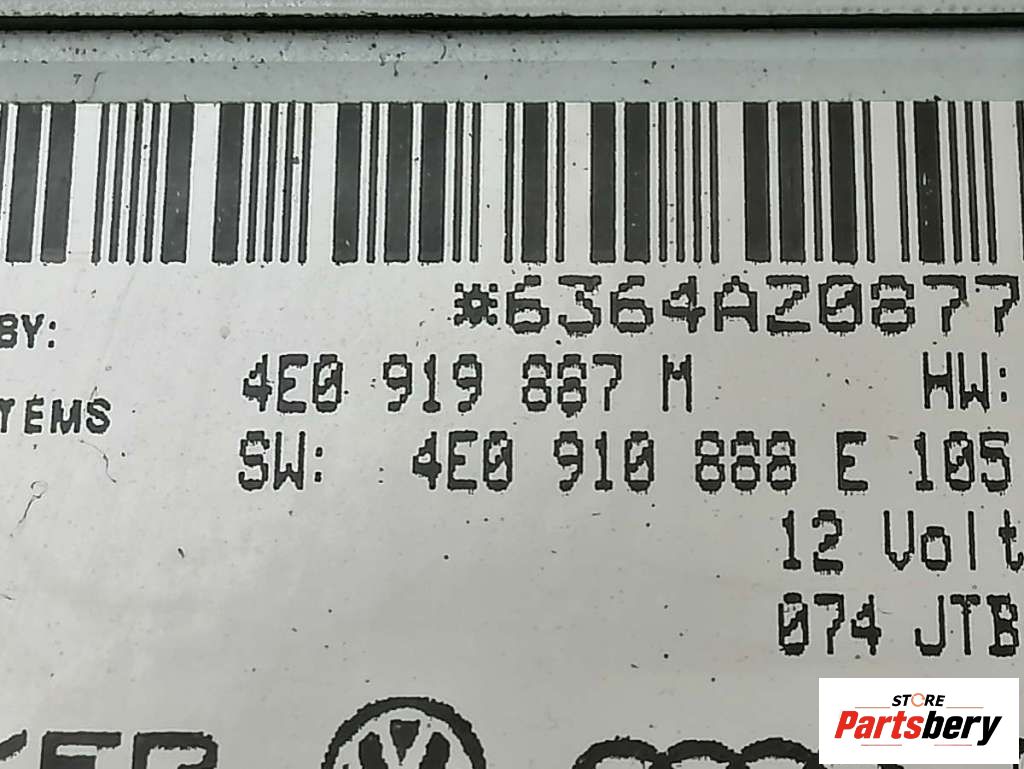 *6364AZ0877
BY:
4E0 919 887 M HW:
TEMS
SW: 4E0 910 888 E 105
12 Volt
074 JTB
STORE
Partsbery